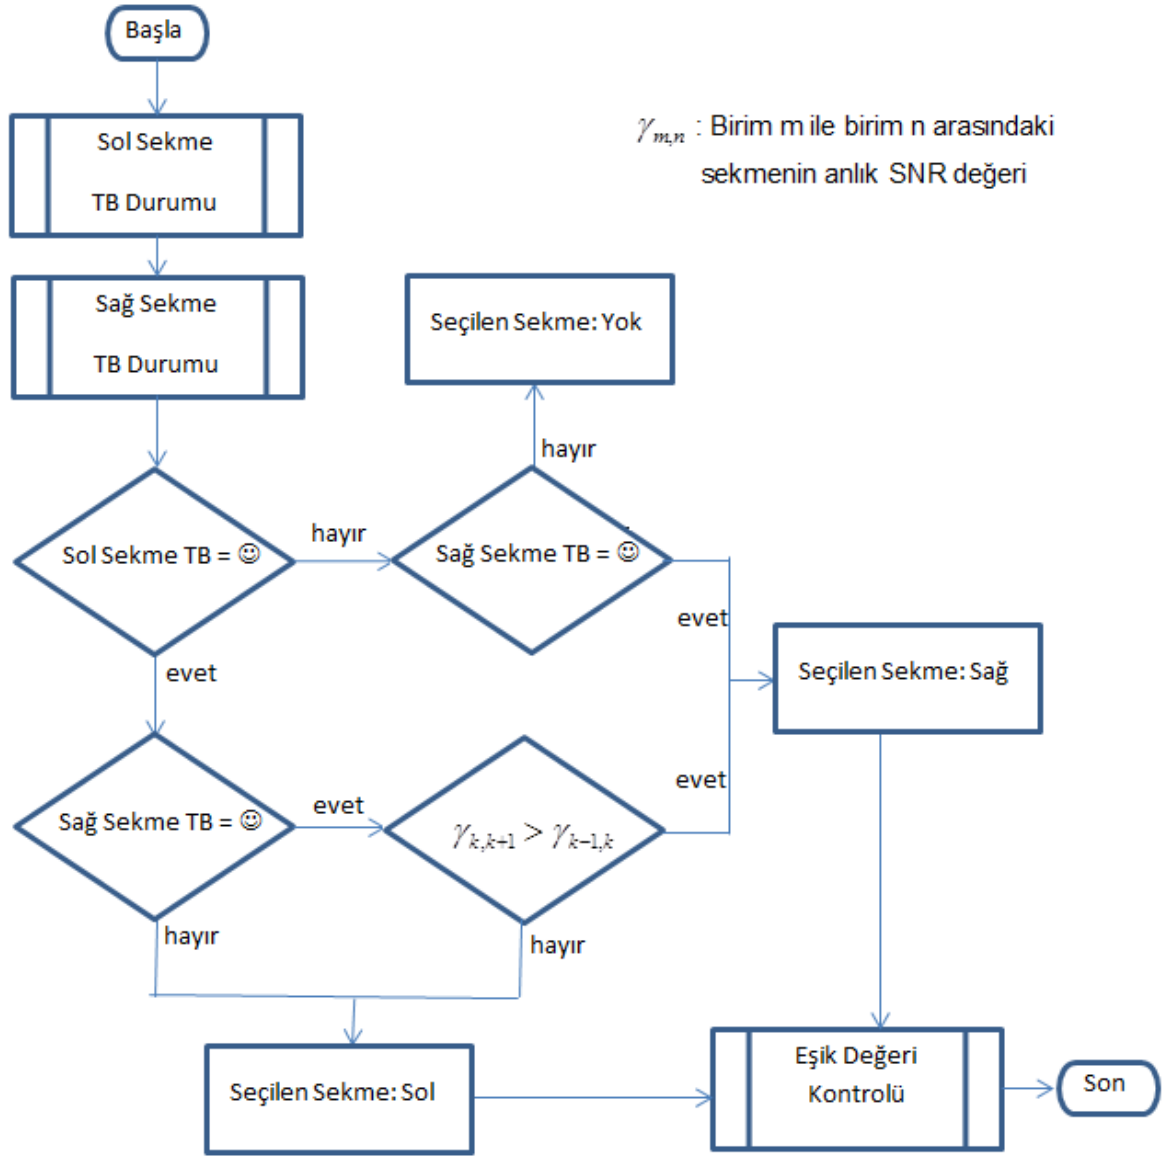 Başla
γm,n : Birim m ile birim n arasındaki
sekmenin anlık SNR değeri
Sol Sekme
TB Durumu
Sağ Sekme
TB Durumu
Seçilen Sekme: Yok
hayır
Sol Sekme TB = ☺
hayır
Sağ Sekme TB = ☺
evet
evet
Seçilen Sekme: Sağ
Sağ Sekme TB = ☺
evet
γk,k+1 > γk−1,k
evet
hayır
hayır
Seçilen Sekme: Sol
Eşik Değeri
Kontrolü
Son